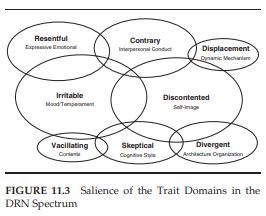 Resentful
Expressive Emotional
Contrary
Interpersonal Conduct
Displacement
Dynamic Mechanism
Irritable
Mood/Temperament
Discontented
Self-Image
Vacillating
Contents
Skeptical
Cognitive Style
Divergent
Architecture Organization
FIGURE 11.3 Salience of the Trait Domains in the
DRN Spectrum